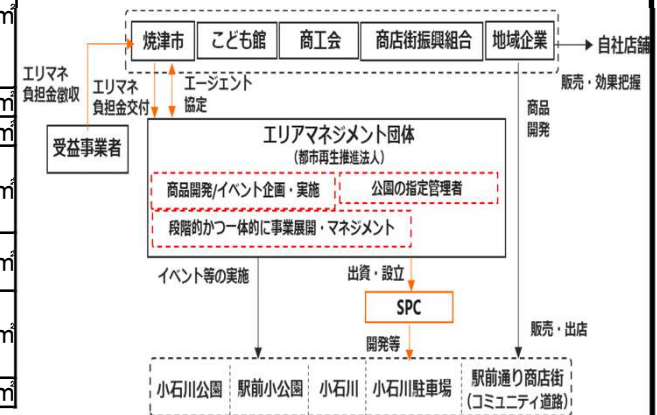 ㎡
㎡
㎡
㎡
㎡
㎡
㎡
焼津市
こども館
商工会
商店街振興組合
地域企業
自社店舗
販売・効果把握
エリマネ
負担金徴収
エリマネ
負担金交付
エージェント
協定
商品
開発
受益事業者
エリアマネジメント団体
(都市再生推進法人)
商品開発/イベント企画・実施
公園の指定管理者
段階的かつ一体的に事業展開・マネジメント
イベント等の実施
出資・設立
SPC
開発等
販売・出店
小石川公園
駅前小公園
小石川
小石川駐車場
駅前通り商店街
(コミュニティ道路)